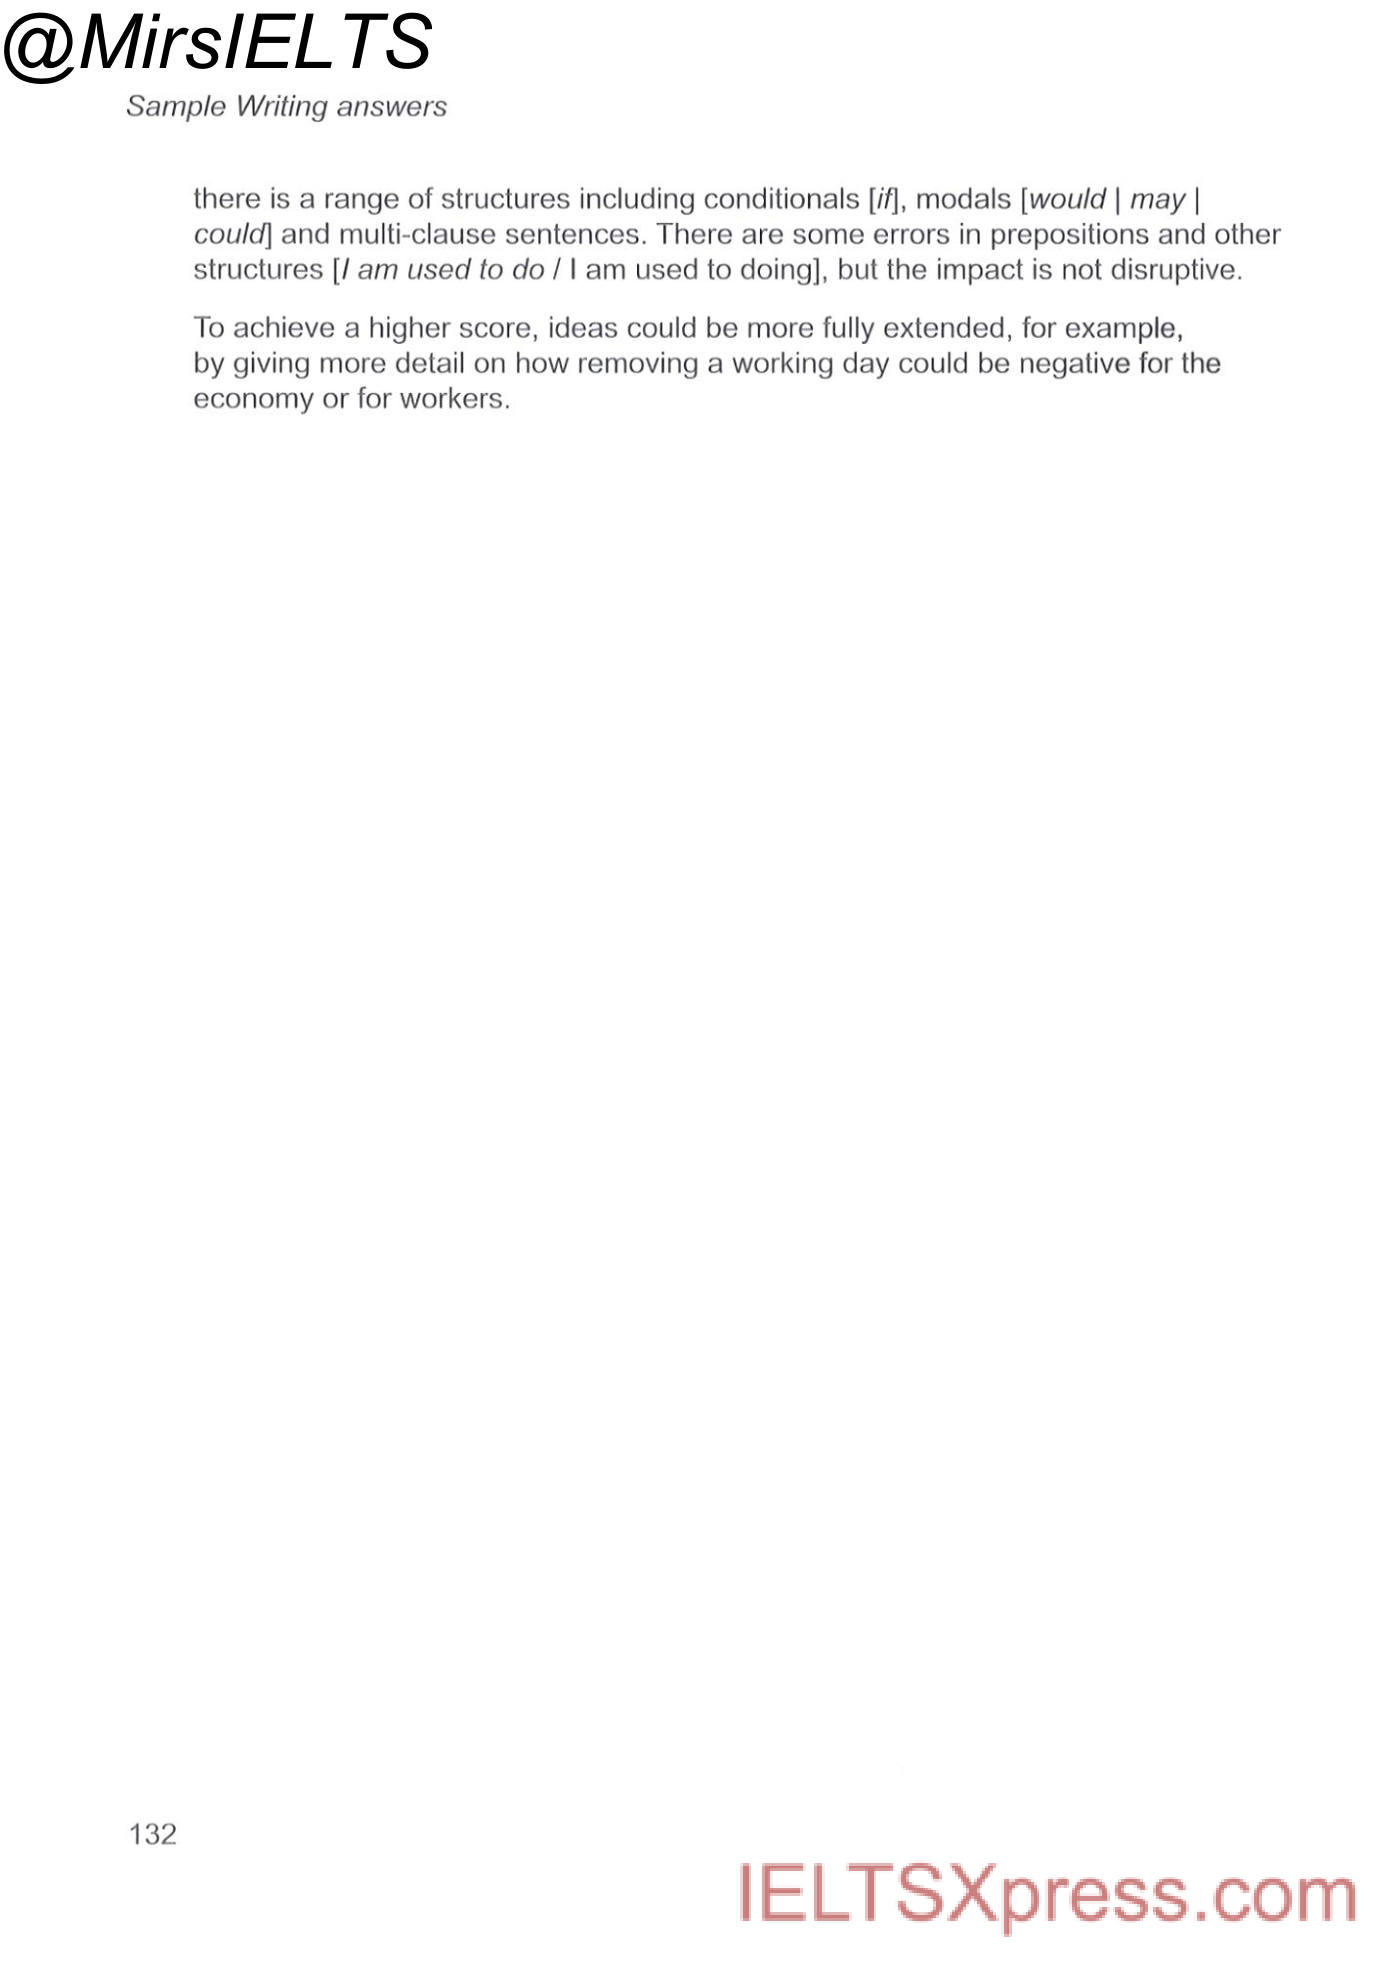 @MirsIELTS
Sample Writing answers
there is a range of structures including conditionals [if], modals [would | may |
could] and multi-clause sentences. There are some errors in prepositions and other
structures [I am used to do / I am used to doing], but the impact is not disruptive.
To achieve a higher score, ideas could be more fully extended, for example,
by giving more detail on how removing a working day could be negative for the
economy or for workers.
132
IELTSXpress.com